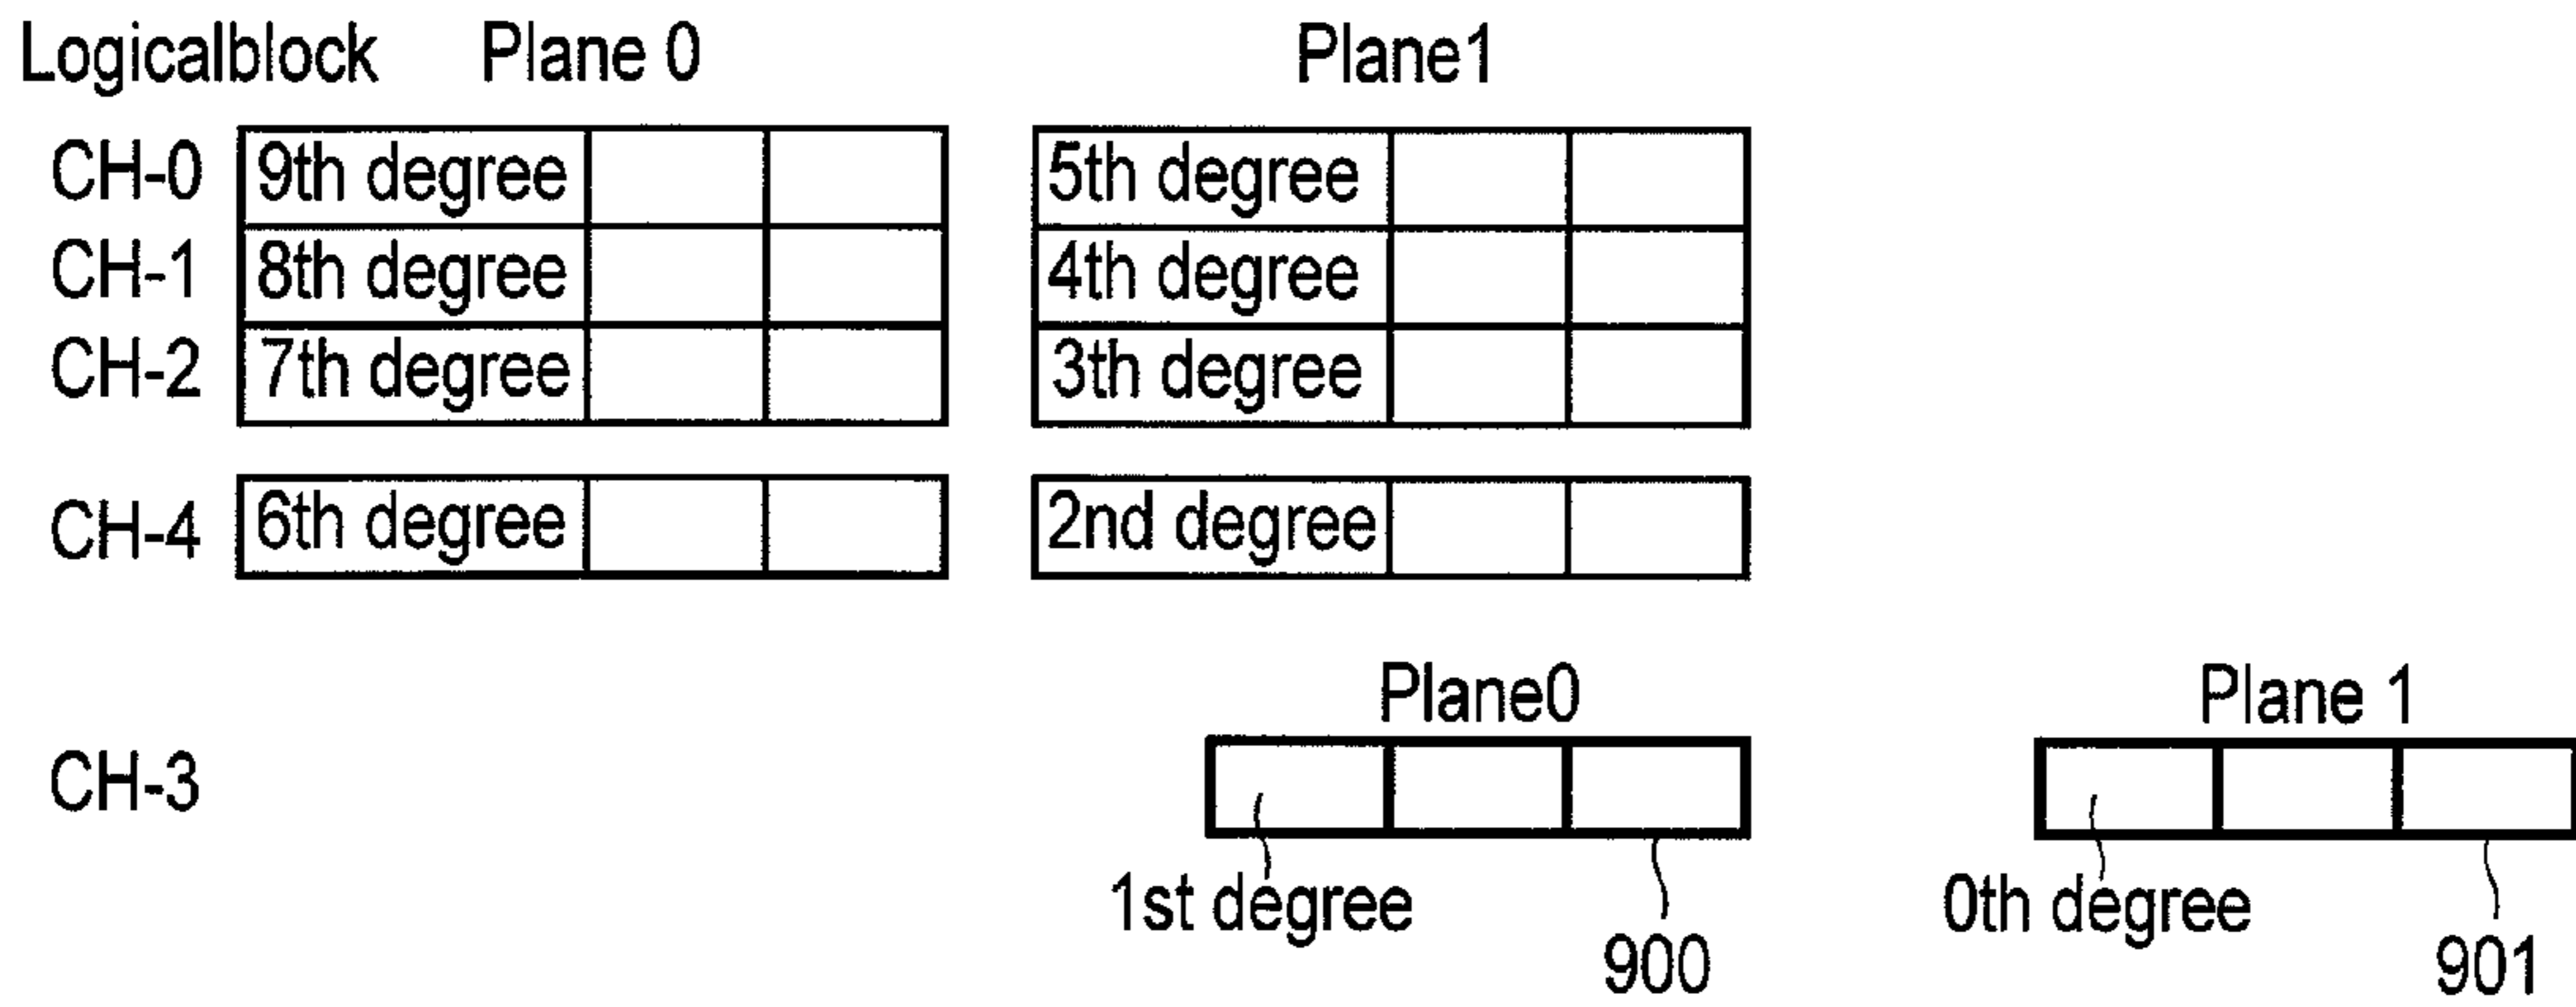 Logicalblock Plane 0 Plane1
CH-0 9th degree 5th degree
CH-1 8th degree 4th degree
CH-2 7th degree 3th degree
CH-4 6th degree 2nd degree
Plane0 Plane 1
CH-3
1st degree 0th degree
900 901